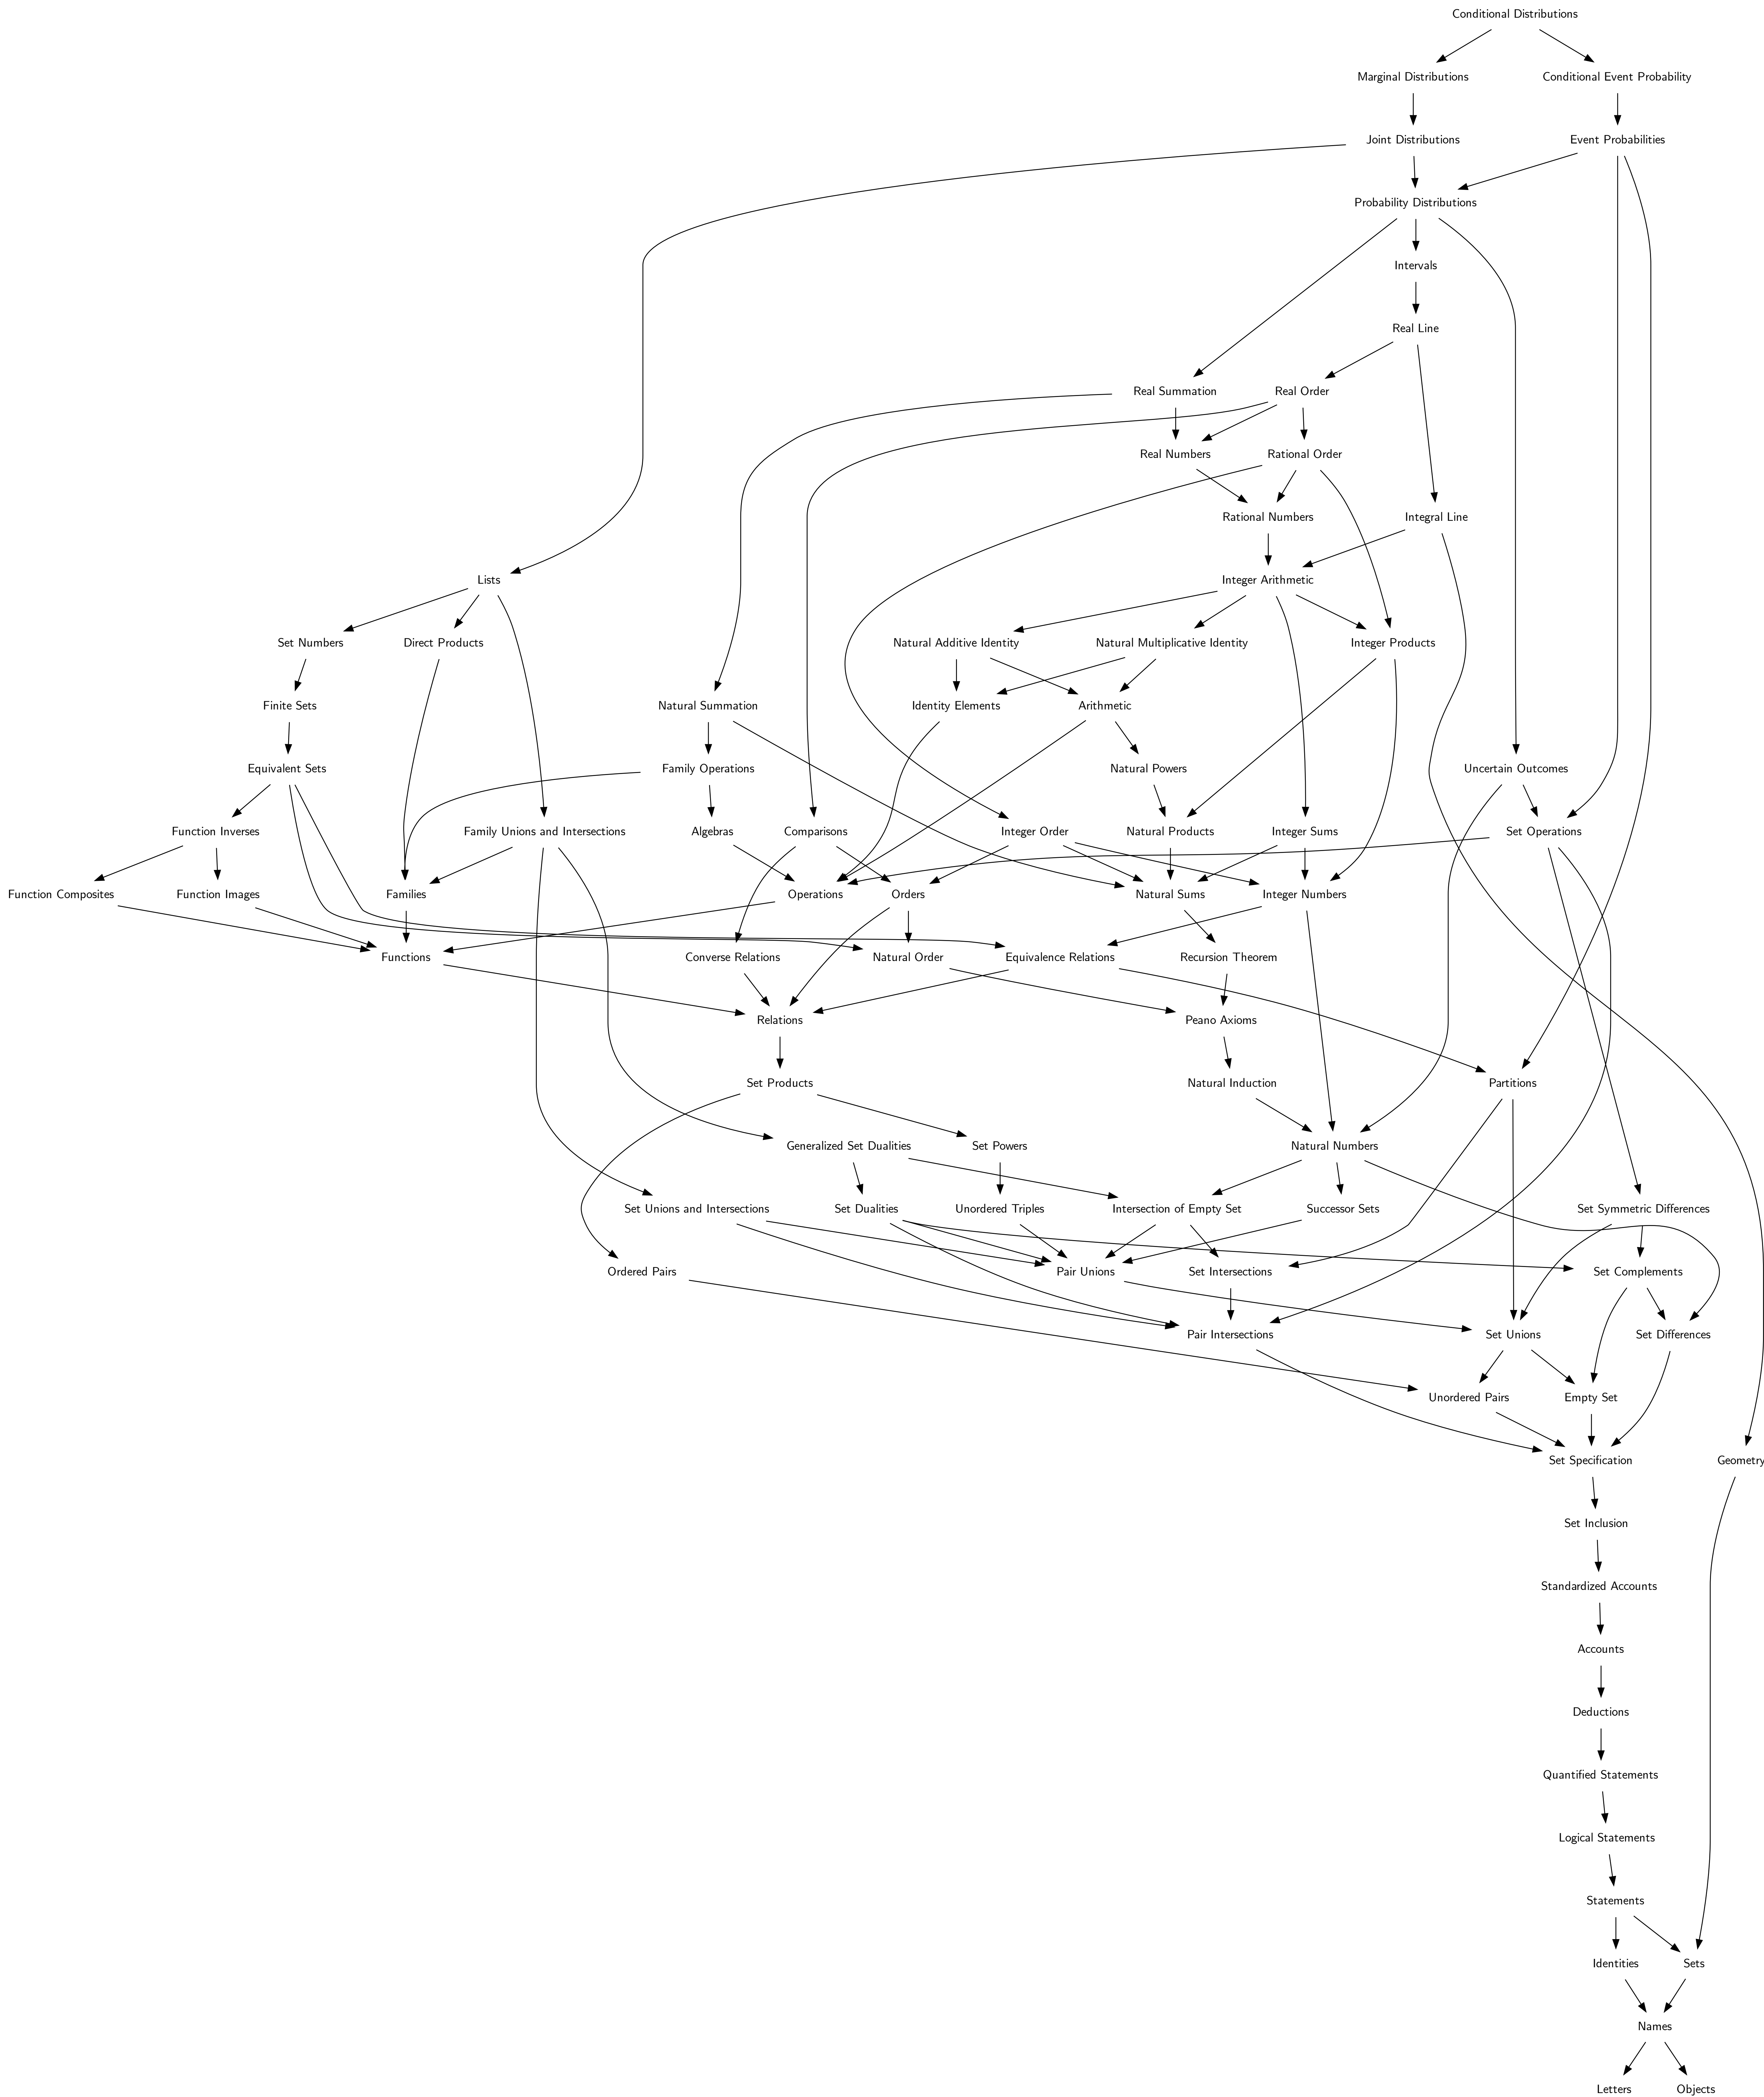 Conditional Distributions
Marginal Distributions
Conditional Event Probability
Joint Distributions
Event Probabilities
Probability Distributions
Intervals
Real Line
Real Summation
Real Order
Real Numbers
Rational Order
Rational Numbers
Integral Line
Lists
Integer Arithmetic
Set Numbers
Direct Products
Natural Additive Identity
Natural Multiplicative Identity
Integer Products
Finite Sets
Natural Summation
Identity Elements
Arithmetic
Equivalent Sets
Family Operations
Natural Powers
Uncertain Outcomes
Function Inverses
Family Unions and Intersections
Algebras
Comparisons
Integer Order
Natural Products
Integer Sums
Set Operations
Function Composites
Function Images
Families
Operations
Orders
Natural Sums
Integer Numbers
Functions
Converse Relations
Natural Order
Equivalence Relations
Recursion Theorem
Relations
Peano Axioms
Set Products
Natural Induction
Partitions
Generalized Set Dualities
Set Powers
Natural Numbers
Set Unions and Intersections
Set Dualities
Unordered Triples
Intersection of Empty Set
Successor Sets
Set Symmetric Differences
Ordered Pairs
Pair Unions
Set Intersections
Set Complements
Pair Intersections
Set Unions
Set Differences
Unordered Pairs
Empty Set
Set Specification
Geometry
Set Inclusion
Standardized Accounts
Accounts
Deductions
Quantified Statements
Logical Statements
Statements
Identities
Sets
Names
Letters
Objects